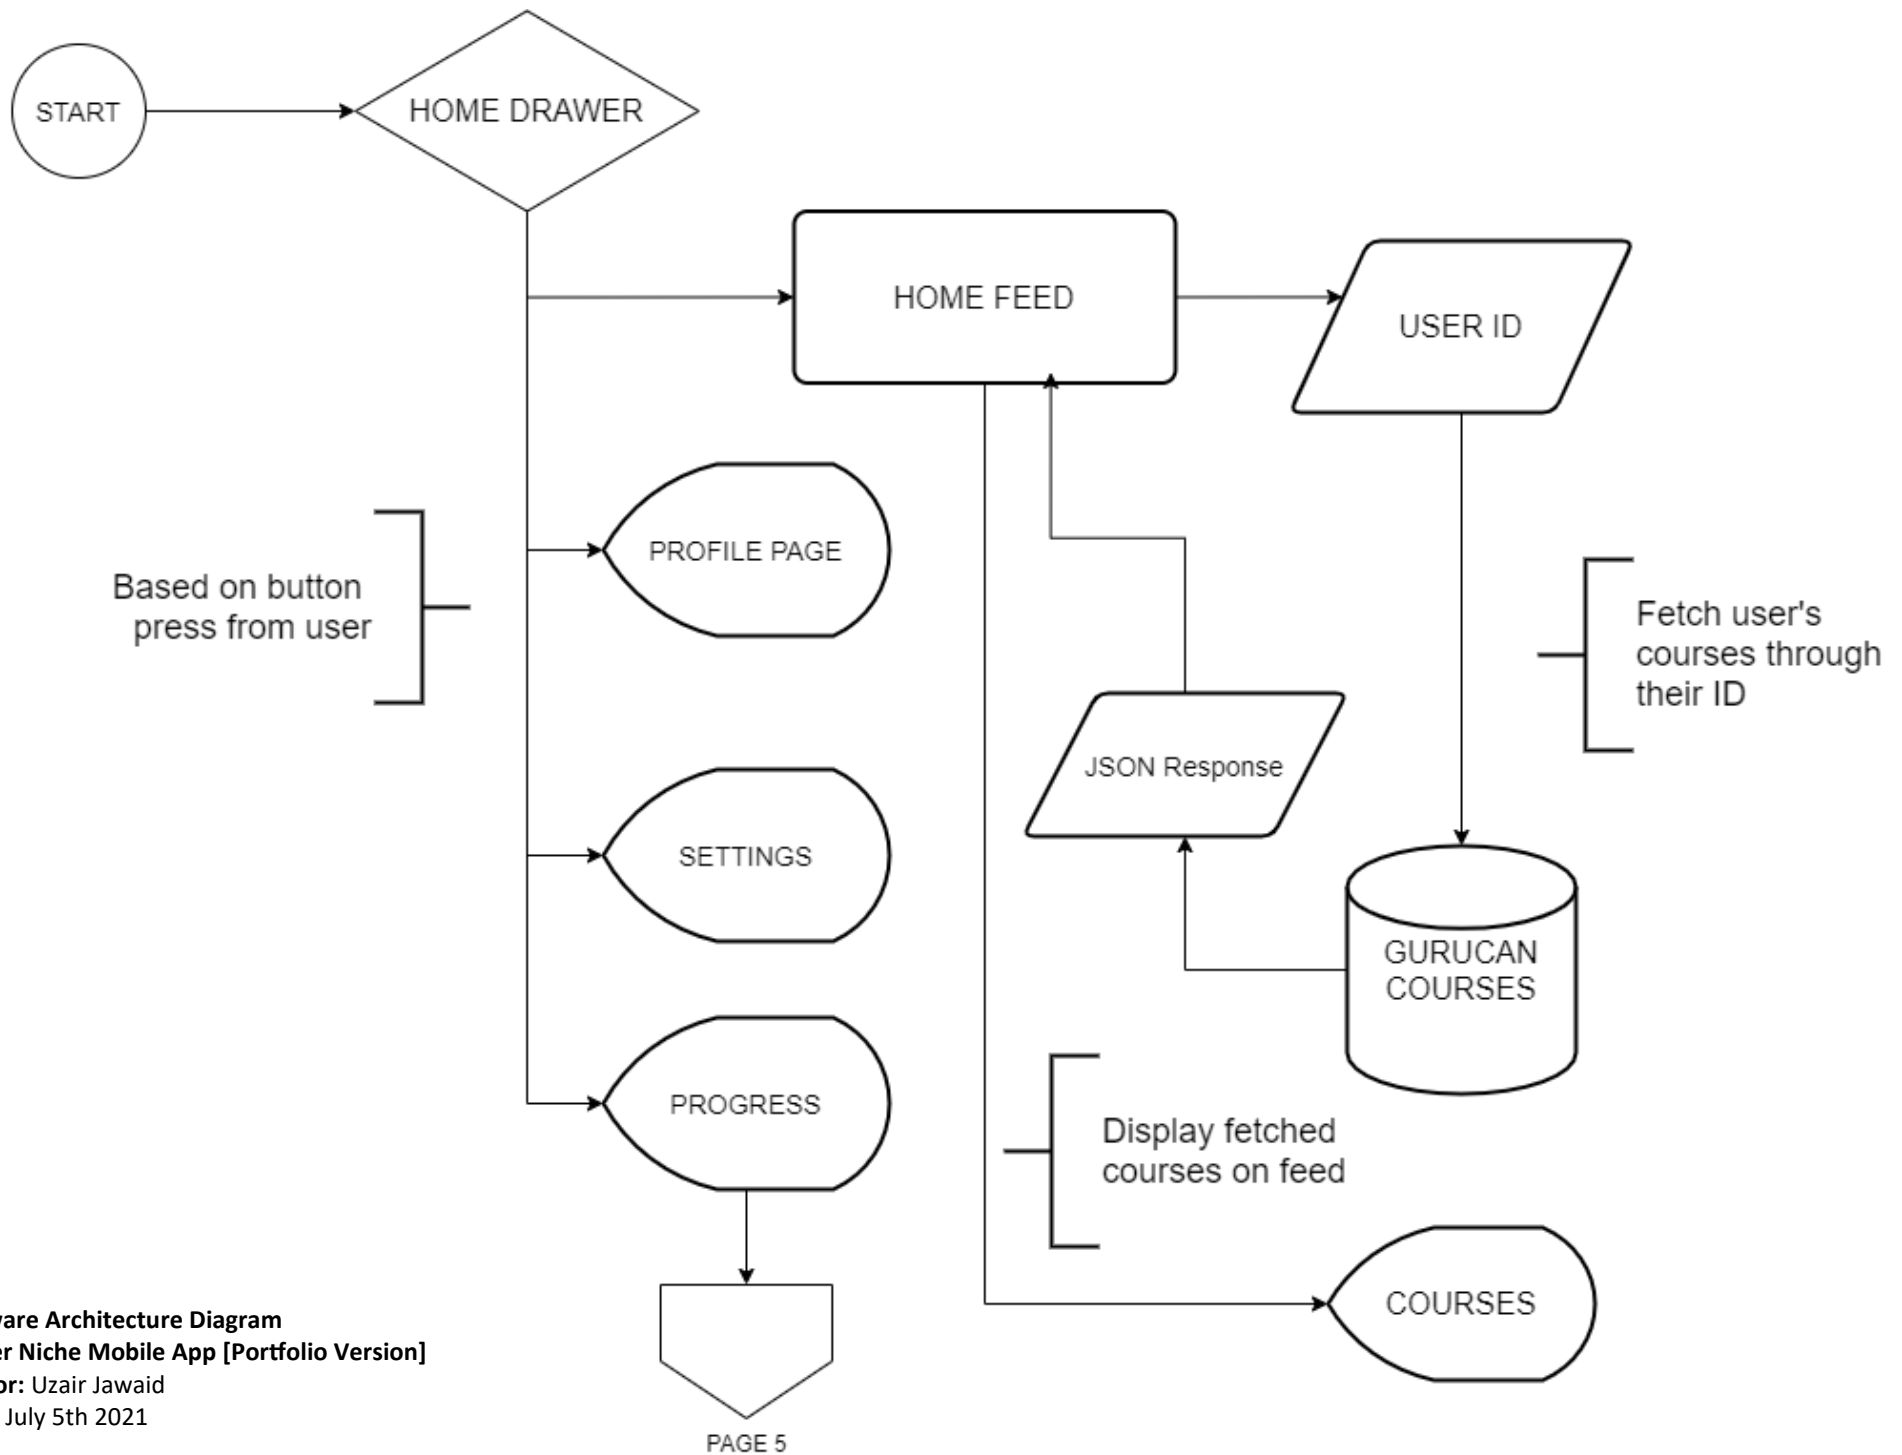 START
HOME DRAWER
HOME FEED
USER ID
PROFILE PAGE
Based on button
press from user
Fetch user's
courses through
their ID
JSON Response
SETTINGS
GURUCAN
COURSES
PROGRESS
Display fetched
courses on feed
COURSES
Architecture Diagram
Niche Mobile App [Portfolio Version]
Uzair Jawaid
July 5th 2021
PAGE 5